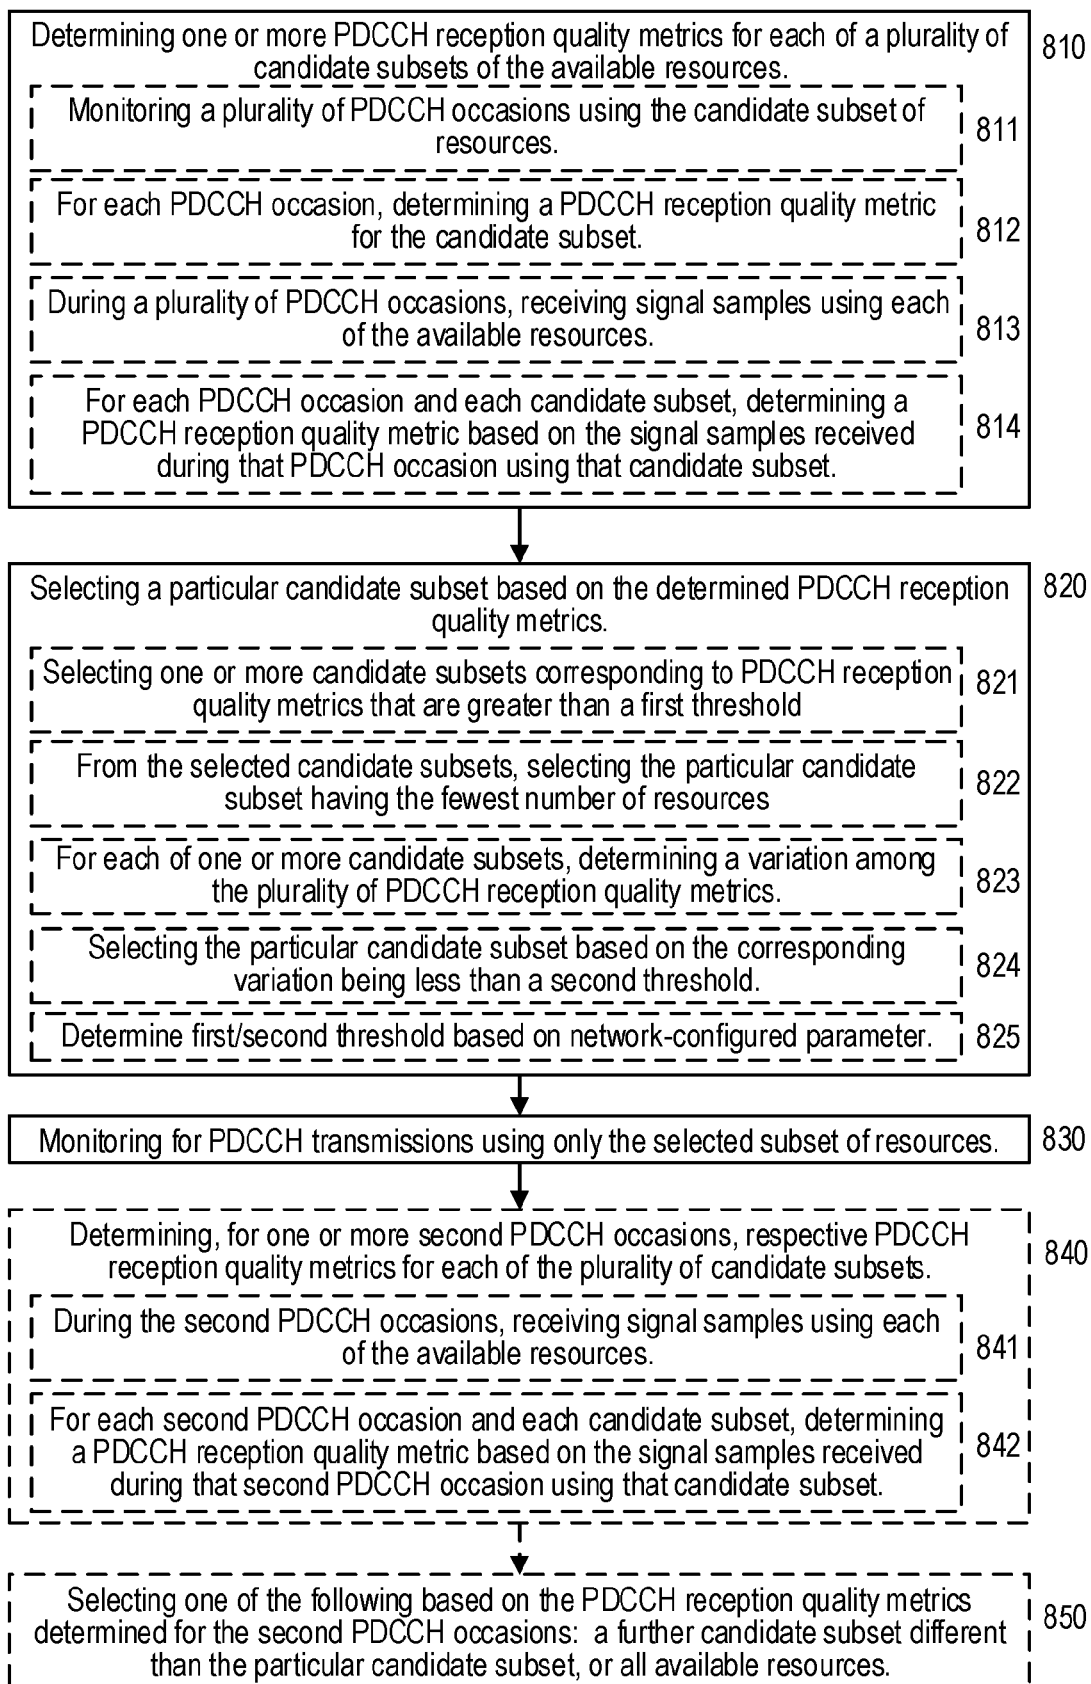 Determining one or more PDCCH reception quality metrics for each of a plurality of
candidate subsets of the available resources.
810
Monitoring a plurality of PDCCH occasions using the candidate subset of
resources.
811
For each PDCCH occasion, determining a PDCCH reception quality metric
for the candidate subset.
812
During a plurality of PDCCH occasions, receiving signal samples using each
of the available resources.
813
For each PDCCH occasion and each candidate subset, determining a
PDCCH reception quality metric based on the signal samples received
during that PDCCH occasion using that candidate subset.
814
Selecting a particular candidate subset based on the determined PDCCH reception
quality metrics.
820
Selecting one or more candidate subsets corresponding to PDCCH reception
quality metrics that are greater than a first threshold
821
From the selected candidate subsets, selecting the particular candidate
subset having the fewest number of resources
822
For each of one or more candidate subsets, determining a variation among
the plurality of PDCCH reception quality metrics.
823
Selecting the particular candidate subset based on the corresponding
variation being less than a second threshold.
824
Determine first/second threshold based on network-configured parameter.
825
Monitoring for PDCCH transmissions using only the selected subset of resources.
830
Determining, for one or more second PDCCH occasions, respective PDCCH
reception quality metrics for each of the plurality of candidate subsets.
840
During the second PDCCH occasions, receiving signal samples using each
of the available resources.
841
For each second PDCCH occasion and each candidate subset, determining
a PDCCH reception quality metric based on the signal samples received
during that second PDCCH occasion using that candidate subset.
842
Selecting one of the following based on the PDCCH reception quality metrics
determined for the second PDCCH occasions: a further candidate subset different
than the particular candidate subset, or all available resources.
850